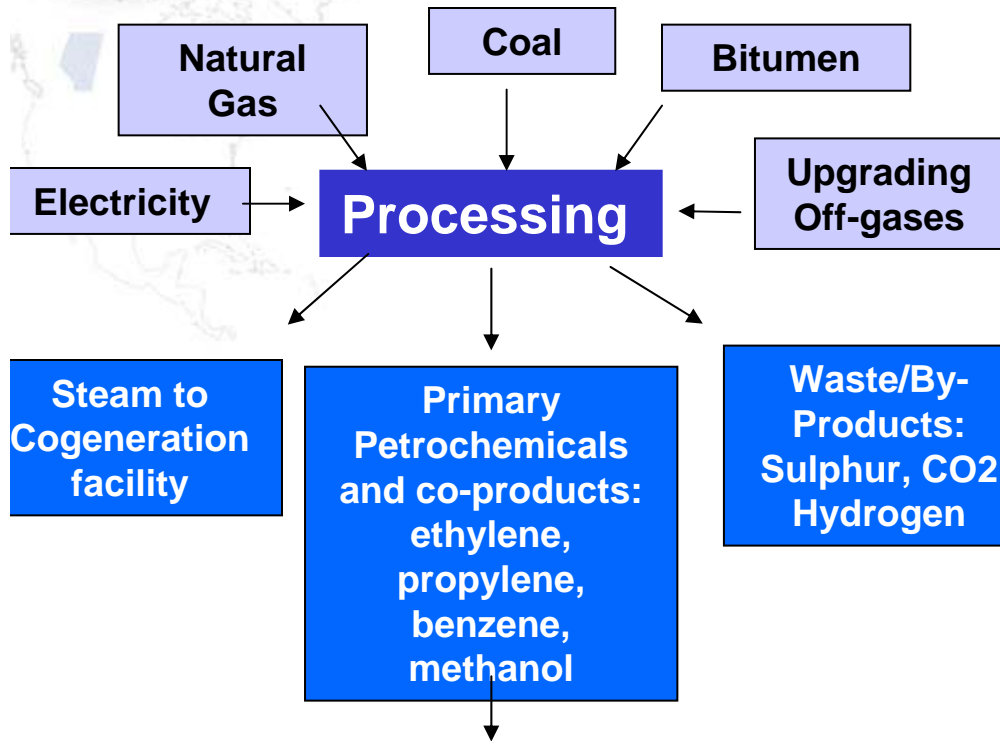 Natural
Gas
Coal
Bitumen
Electricity
Processing
Upgrading
Off-gases
Steam to
Cogeneration
facility
Primary
Petrochemicals
and co-products:
ethylene,
propylene,
benzene,
methanol
Waste/By-
Products:
Sulphur, CO2
Hydrogen